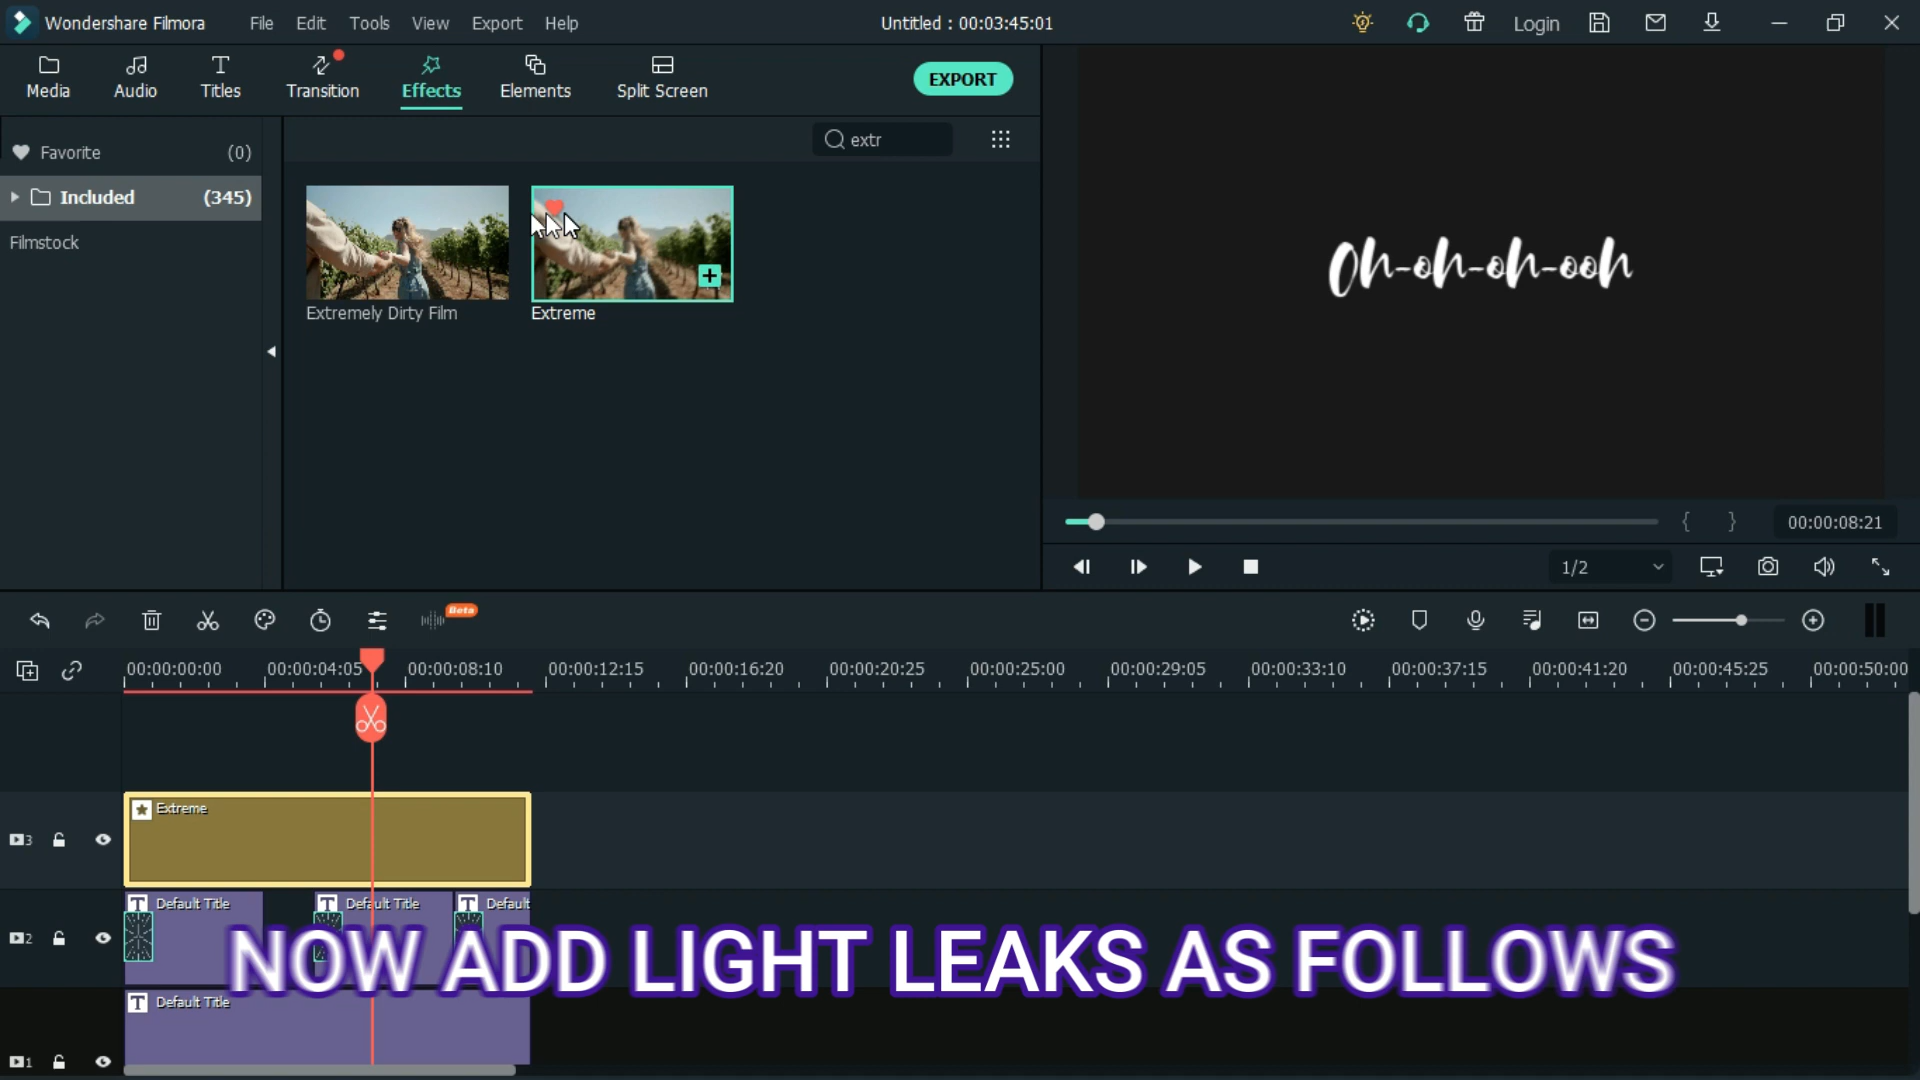 Wondershare Filmora
File
Edit
Tools
View
Export
Help
Untitled : 00:03:45:01
Login
Media
Audio
Titles
Transition
Effects
Elements
Split Screen
EXPORT
Favorite (0)
Included (345)
Filmstock
extr
Extremely Dirty Film
Extreme
Oh-oh-oh-ooh
00:00:08:21
1/2
Beta
00:00:00:00
00:00:04:05
00:00:08:10
00:00:12:15
00:00:16:20
00:00:20:25
00:00:25:00
00:00:29:05
00:00:33:10
00:00:37:15
00:00:41:20
00:00:45:25
00:00:50:00
3
Extreme
2
Default Title
Default Title
Default
NOW ADD LIGHT LEAKS AS FOLLOWS
1
Default Title